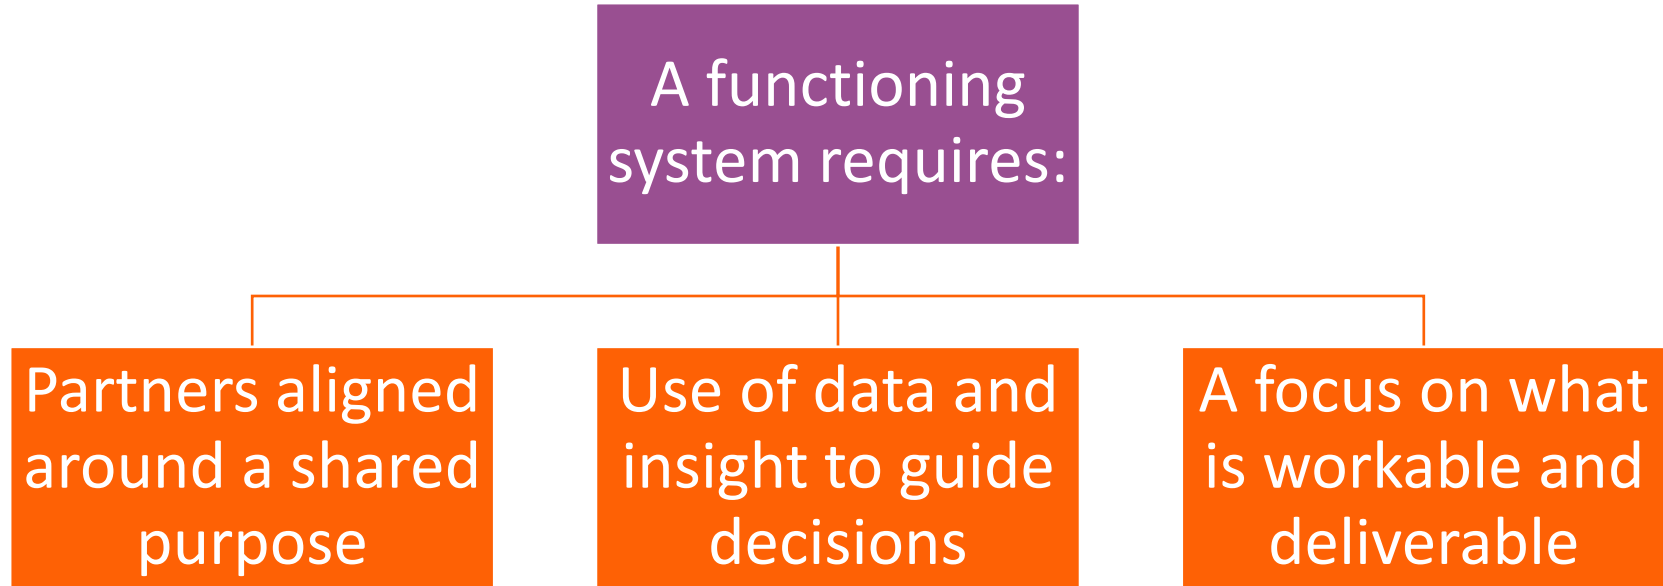 A functioning
system requires:
Partners aligned
around a shared
purpose
Use of data and
insight to guide
decisions
A focus on what
is workable and
deliverable